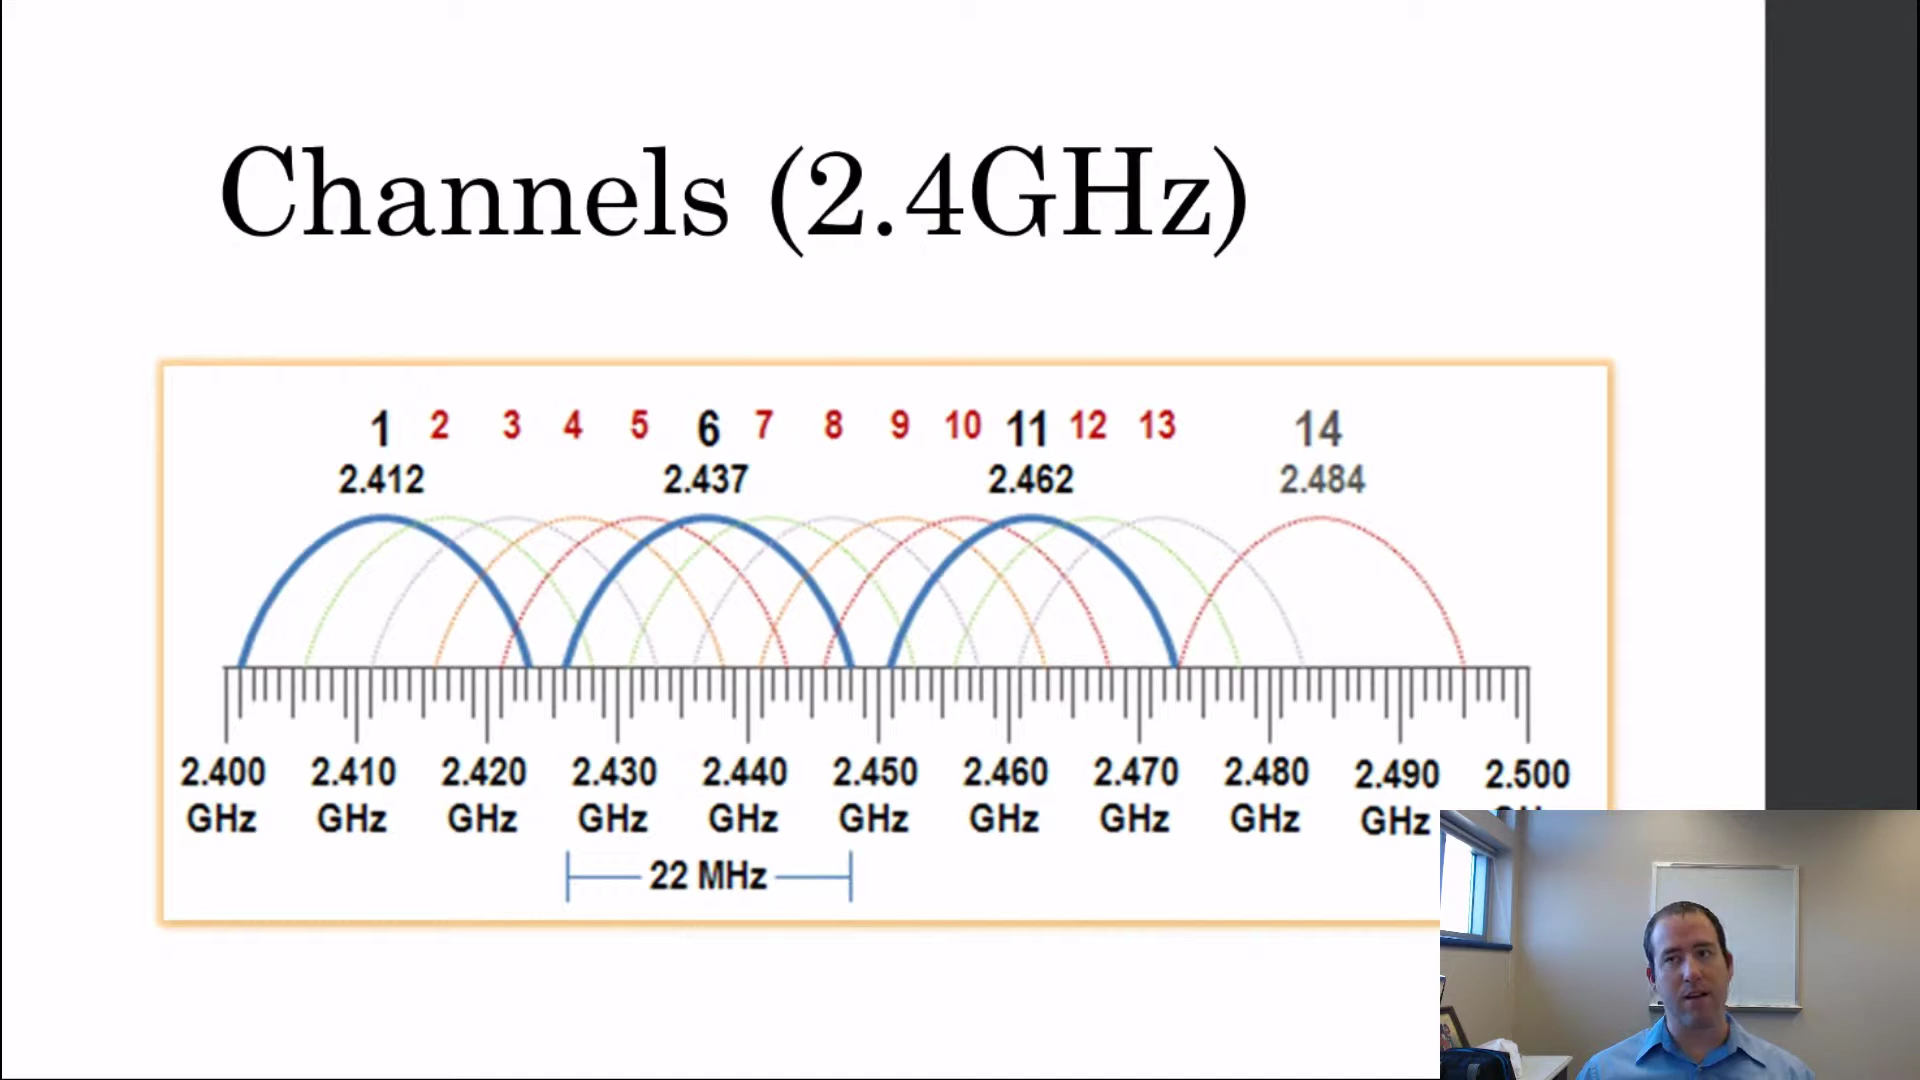 Channels (2.4GHz)
1 2 3 4 5 6 7 8 9 10 11 12 13 14
2.412 2.437 2.462 2.484
2.400 2.410 2.420 2.430 2.440 2.450 2.460 2.470 2.480 2.490 2.500
GHz GHz GHz GHz GHz GHz GHz GHz GHz GHz
22 MHz